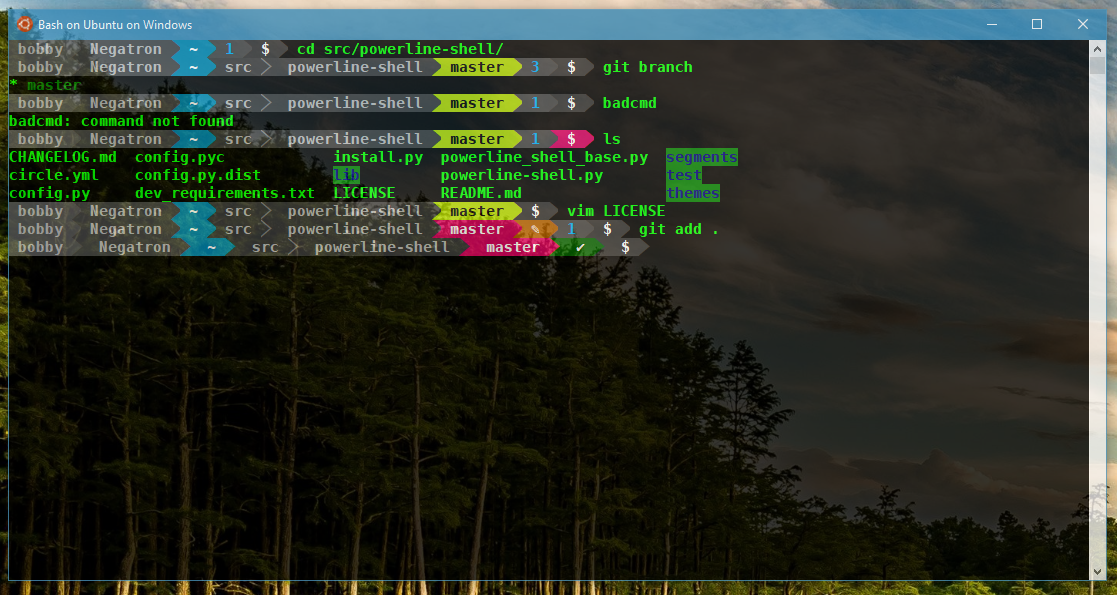 Bash on Ubuntu on Windows
bobby Negatron ~ 1 $ cd src/powerline-shell/
bobby Negatron ~ src powerline-shell master 3 $ git branch
* master
bobby Negatron ~ src powerline-shell master 1 $ badcmd
badcmd: command not found
bobby Negatron ~ src powerline-shell master 1 $ ls
CHANGELOG.md config.pyc install.py powerline_shell_base.py segments
circle.yml config.py.dist lib powerline-shell.py test
config.py dev_requirements.txt LICENSE README.md themes
bobby Negatron ~ src powerline-shell master $ vim LICENSE
bobby Negatron ~ src powerline-shell master ✎ 1 $ git add .
bobby Negatron ~ src powerline-shell master ✔ $